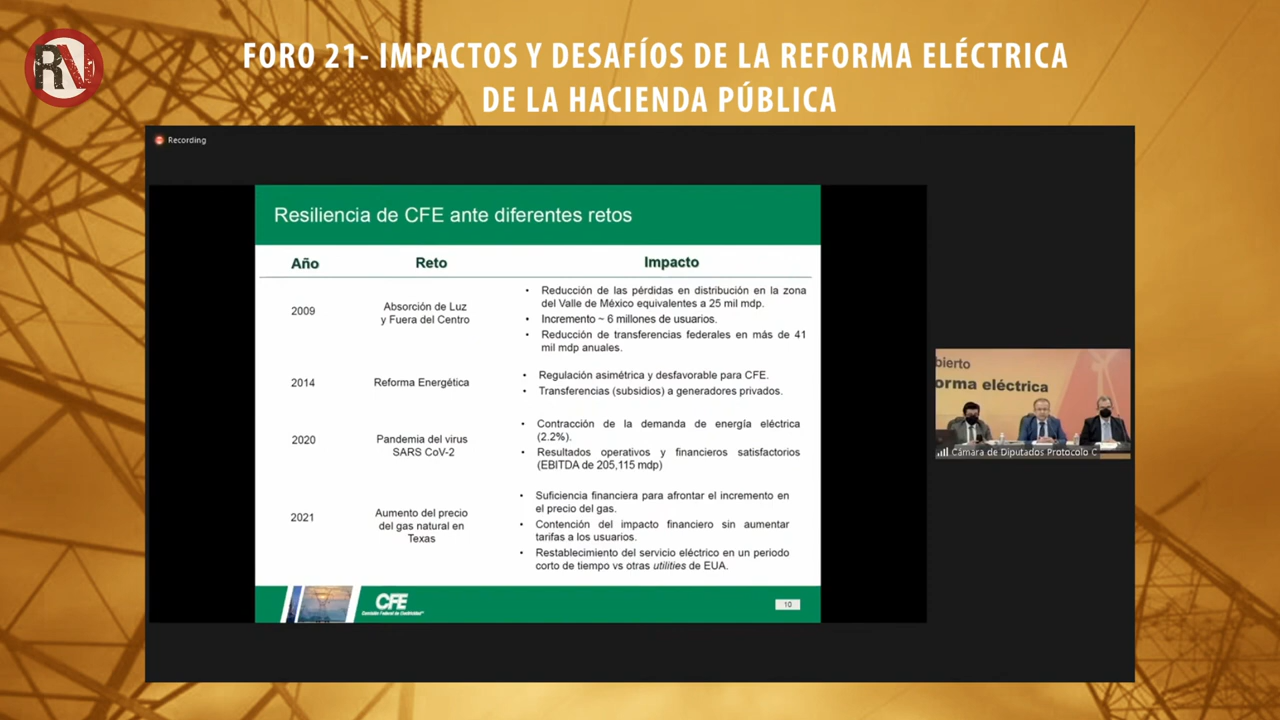 RN
FORO 21- IMPACTOS Y DESAFÍOS DE LA REFORMA ELÉCTRICA
DE LA HACIENDA PÚBLICA
Recording
Resiliencia de CFE ante diferentes retos
Año Reto Impacto
2009
Absorción de Luz
y Fuera del Centro
• Reducción de las pérdidas en distribución en la zona
del Valle de México equivalentes a 25 mil mdp.
• Incremento ~ 6 millones de usuarios.
• Reducción de transferencias federales en más de 41
mil mdp anuales.
2014
Reforma Energética
• Regulación asimétrica y desfavorable para CFE.
• Transferencias (subsidios) a generadores privados.
2020
Pandemia del virus
SARS CoV-2
• Contracción de la demanda de energía eléctrica
(2.2%).
• Resultados operativos y financieros satisfactorios
(EBITDA de 205,115 mdp)
2021
Aumento del precio
del gas natural en
Texas
• Suficiencia financiera para afrontar el incremento en
el precio del gas.
• Contención del impacto financiero sin aumentar
tarifas a los usuarios.
• Restablecimiento del servicio eléctrico en un periodo
corto de tiempo vs otras utilities de EUA.
CFE
Comisión Federal de Electricidad
10
bierto
orma eléctrica
Cámara de Diputados Protocolo C